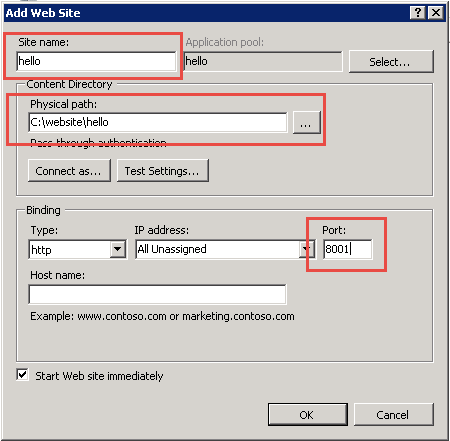 Add Web Site
Site name: Application pool:
hello hello Select...
Content Directory
Physical path:
C:\website\hello ...
Pass-through authentication
Connect as... Test Settings...
Binding
Type: IP address: Port:
http All Unassigned 8001
Host name:
Example: www.contoso.com or marketing.contoso.com
Start Web site immediately
OK Cancel